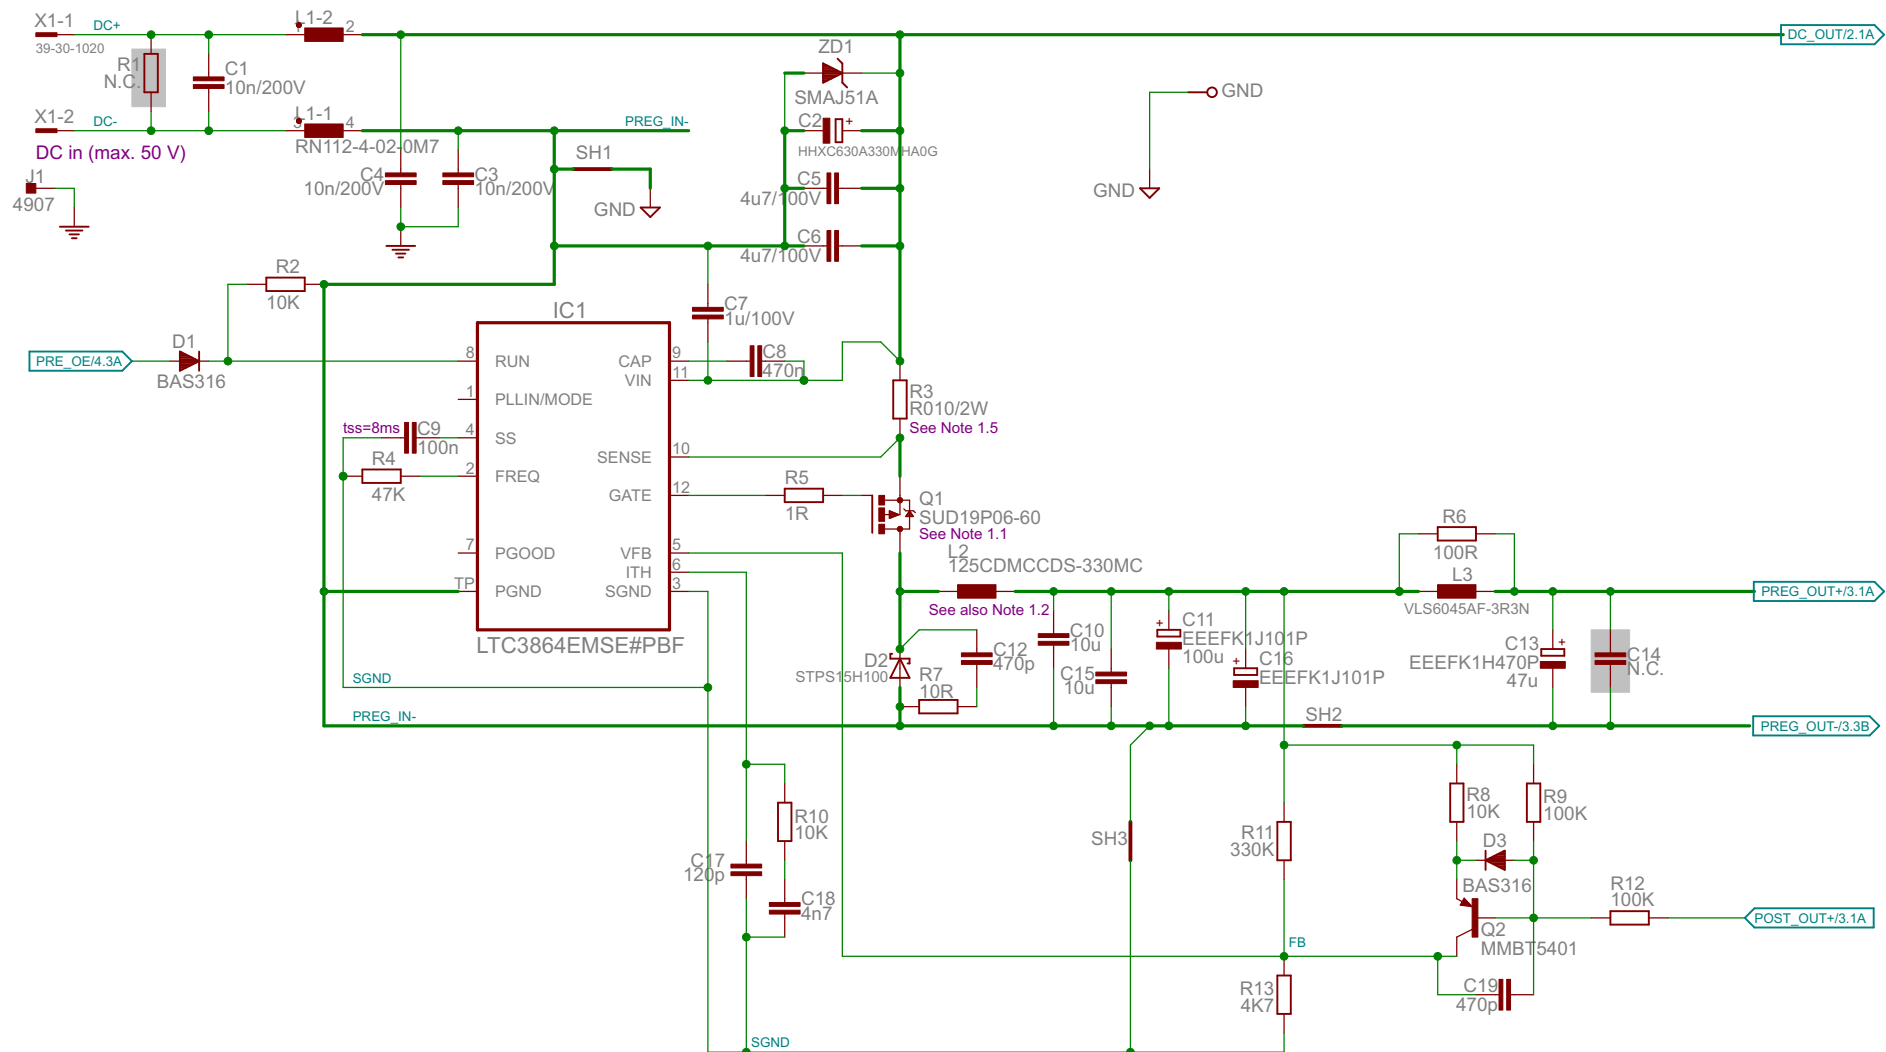 X1-1
DC+
39-30-1020
L1-2
1
2
DC_OUT/2.1A
R1
N.C.
C1
10n/200V
ZD1
SMAJ51A
GND
X1-2
DC-
L1-1
3
4
RN112-4-02-0M7
PREG_IN-
C2
+
HHXC630A330MHA0G
DC in (max. 50 V)
SH1
J1
4907
C4
10n/200V
C3
10n/200V
GND
C5
4u7/100V
GND
C6
4u7/100V
R2
10K
IC1
C7
1u/100V
D1
PRE_OE/4.3A
BAS316
8
RUN
CAP
9
VIN
11
C8
470n
1
PLLIN/MODE
R3
R010/2W
See Note 1.5
tss=8ms
C9
100n
4
SS
SENSE
10
R4
47K
2
FREQ
GATE
12
R5
1R
Q1
SUD19P06-60
See Note 1.1
7
PGOOD
VFB
5
ITH
6
TP
PGND
SGND
3
LTC3864EMSE#PBF
L2
125CDMCCDS-330MC
See also Note 1.2
R6
100R
L3
VLS6045AF-3R3N
PREG_OUT+/3.1A
C10
10u
C15
10u
+
C11
EEEFK1J101P
100u
+
C16
EEEFK1J101P
C13
+
EEEFK1H470P
47u
C14
N.C.
D2
STPS15H100
C12
470p
R7
10R
SGND
PREG_IN-
SH2
PREG_OUT-/3.3B
R10
10K
C17
120p
C18
4n7
SH3
R11
330K
R8
10K
R9
100K
D3
BAS316
R12
100K
POST_OUT+/3.1A
Q2
MMBT5401
FB
R13
4K7
C19
470p
SGND